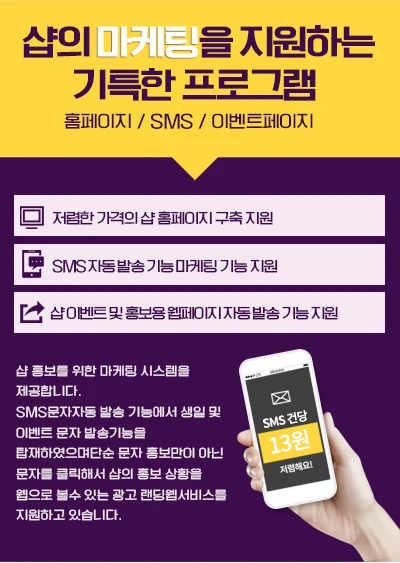 샵의 마케팅을 지원하는
기특한 프로그램
홈페이지 / SMS / 이벤트페이지
저렴한 가격의 샵 홈페이지 구축 지원
SMS 자동 발송 기능 마케팅 기능 지원
샵 이벤트 및 홍보용 웹페이지 자동 발송 기능 지원
샵 홍보를 위한 마케팅 시스템을
제공합니다.
SMS문자자동 발송 기능에서 생일 및
이벤트 문자 발송기능을
탑재하였으며단순 문자 홍보만이 아닌
문자를 클릭해서 샵의 홍보 상황을
웹으로 볼수 있는 광고 랜딩웹서비스를
지원하고 있습니다.
SMS 건당
13원
저렴해요!